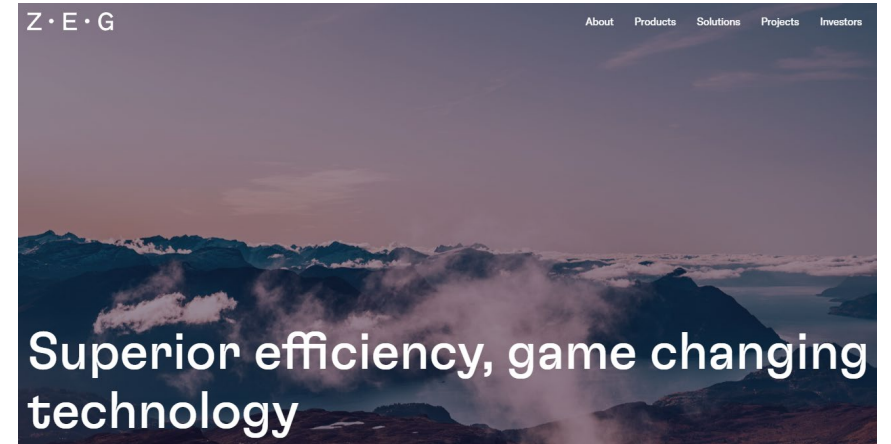 Z・E・G
About Products Solutions Projects Investors
Superior efficiency, game changing
technology